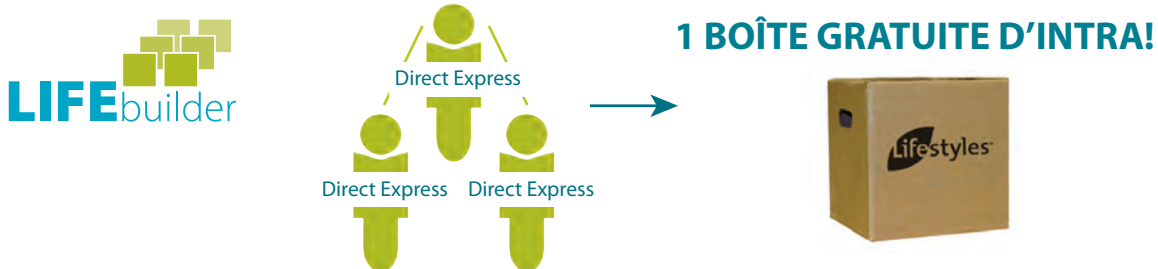 LIFEbuilder
Direct Express
Direct Express
Direct Express
1 BOÎTE GRATUITE D’INTRA!
Lifestyles